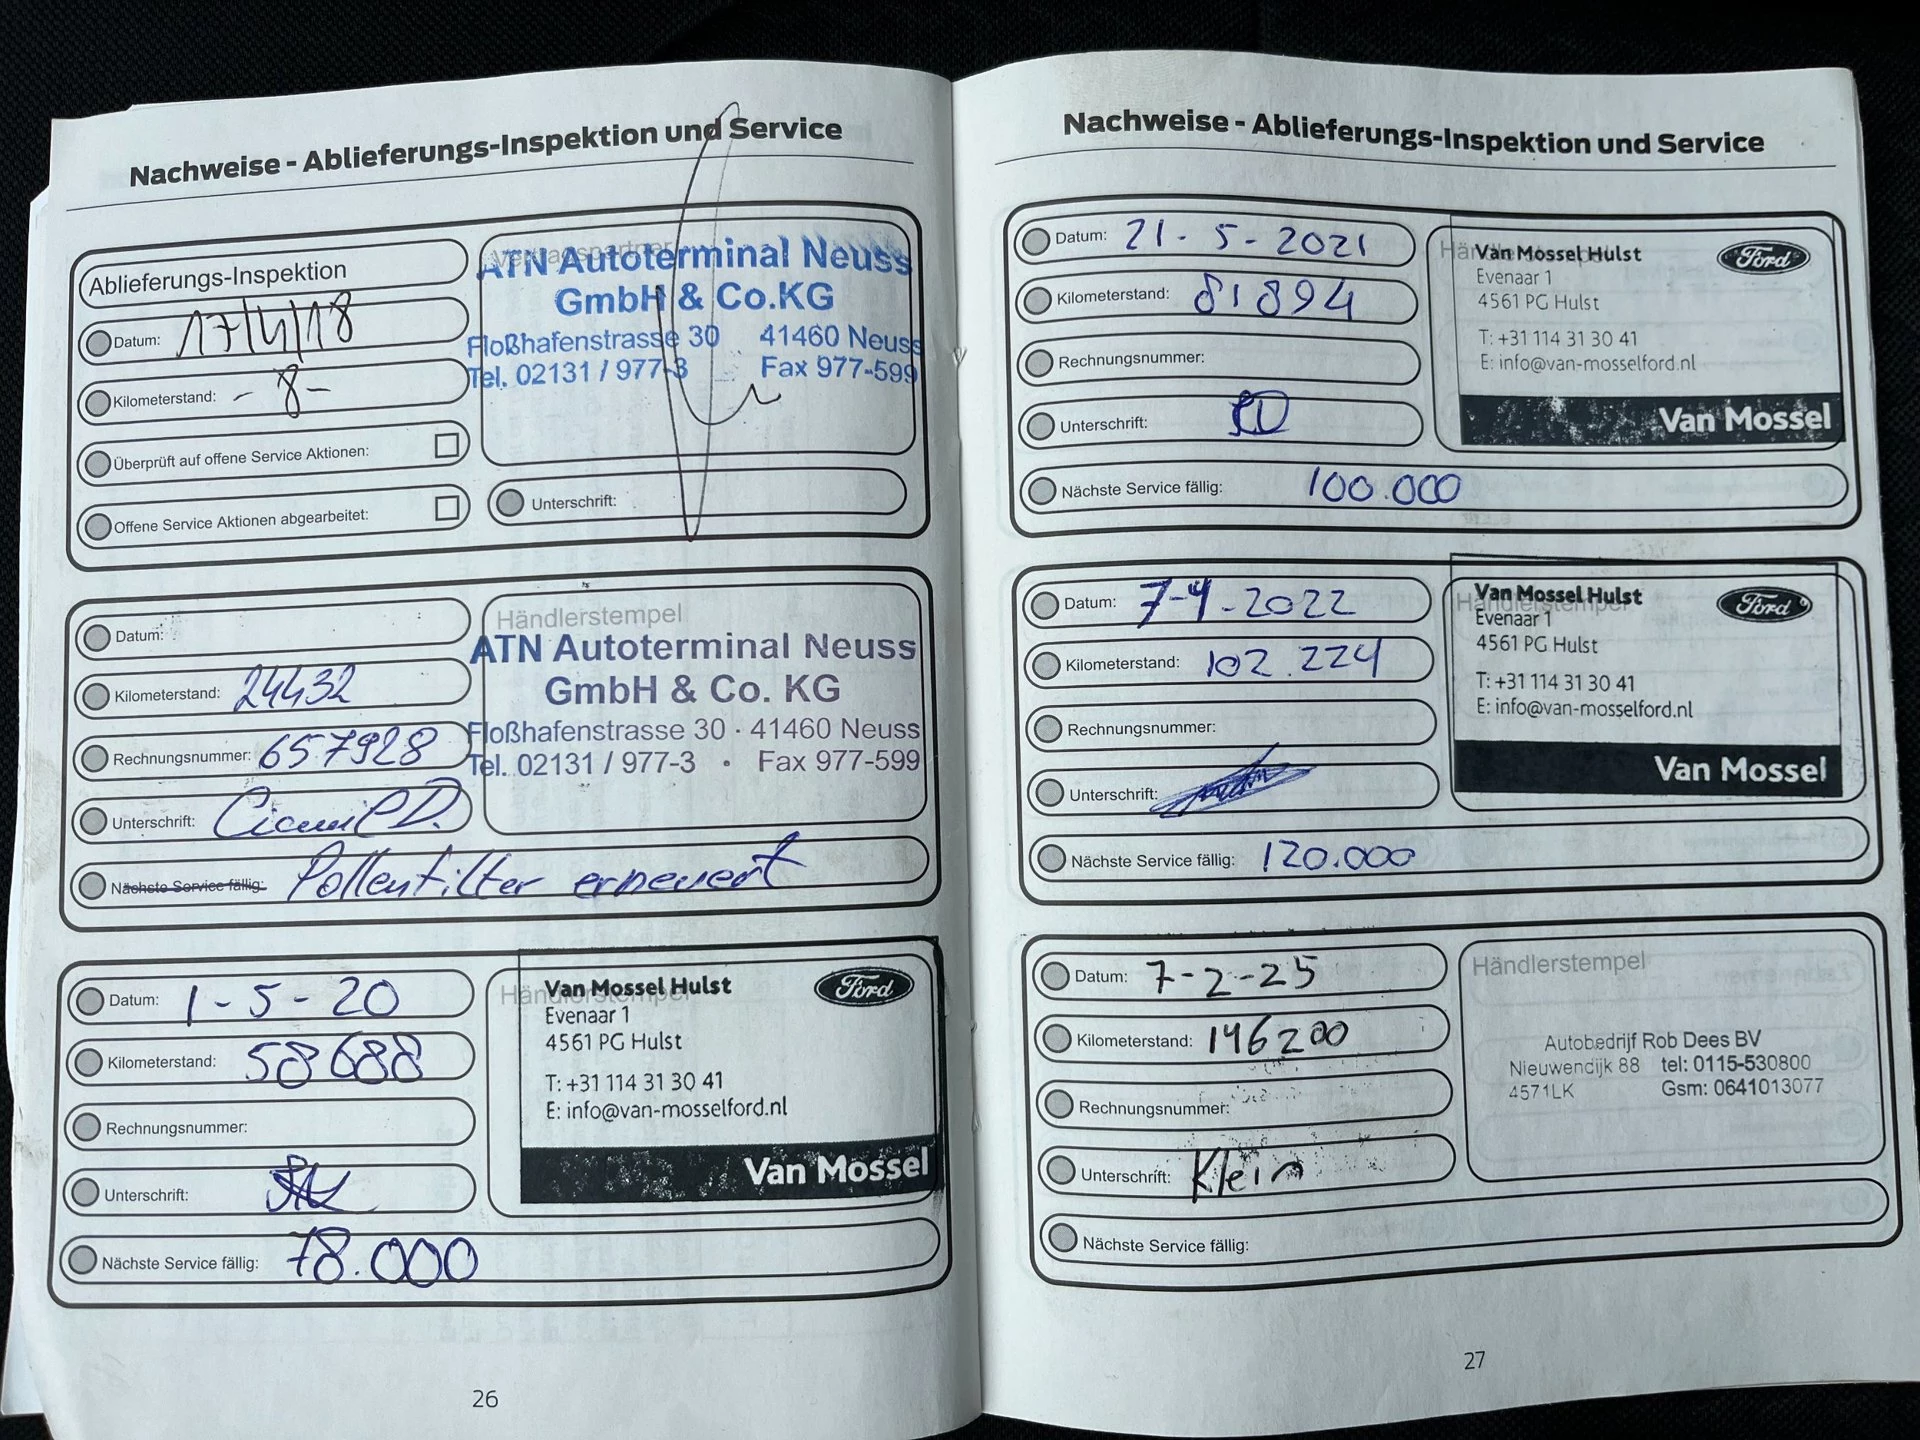 Nachweise - Ablieferungs-Inspektion und Service
Ablieferungs-Inspektion
Datum: 17/4/18
Kilometerstand: - 8 -
Überprüft auf offene Service Aktionen:
Offene Service Aktionen abgearbeitet:
Vertragspartner
ATN Autoterminal Neuss
GmbH & Co.KG
Floßhafenstrasse 30 41460 Neuss
Tel. 02131 / 977-3 Fax 977-599
Unterschrift:
Datum:
Kilometerstand: 24432
Rechnungsnummer: 657928
Unterschrift:
Nächste Service fällig: Pollenfilter erneuert
Händlerstempel
ATN Autoterminal Neuss
GmbH & Co. KG
Floßhafenstrasse 30 · 41460 Neuss
Tel. 02131 / 977-3 · Fax 977-599
Datum: 1-5-20
Kilometerstand: 58688
Rechnungsnummer:
Unterschrift:
Nächste Service fällig: 78.000
Händlerstempel
Van Mossel Hulst
Ford
Evenaar 1
4561 PG Hulst
T: +31 114 31 30 41
E: info@van-mosselford.nl
Van Mossel
26
Nachweise - Ablieferungs-Inspektion und Service
Datum: 21-5-2021
Kilometerstand: 81894
Rechnungsnummer:
Unterschrift:
Nächste Service fällig: 100.000
Van Mossel Hulst
Ford
Evenaar 1
4561 PG Hulst
T: +31 114 31 30 41
E: info@van-mosselford.nl
Van Mossel
Datum: 7-4-2022
Kilometerstand: 102.224
Rechnungsnummer:
Unterschrift:
Nächste Service fällig: 120.000
Händlerstempel
Van Mossel Hulst
Ford
Evenaar 1
4561 PG Hulst
T: +31 114 31 30 41
E: info@van-mosselford.nl
Van Mossel
Datum: 7-2-25
Kilometerstand: 146200
Rechnungsnummer:
Unterschrift: Klein
Nächste Service fällig:
Händlerstempel
Autobedrijf Rob Dees BV
Nieuwendijk 88 tel: 0115-530800
4571LK Gsm: 0641013077
27